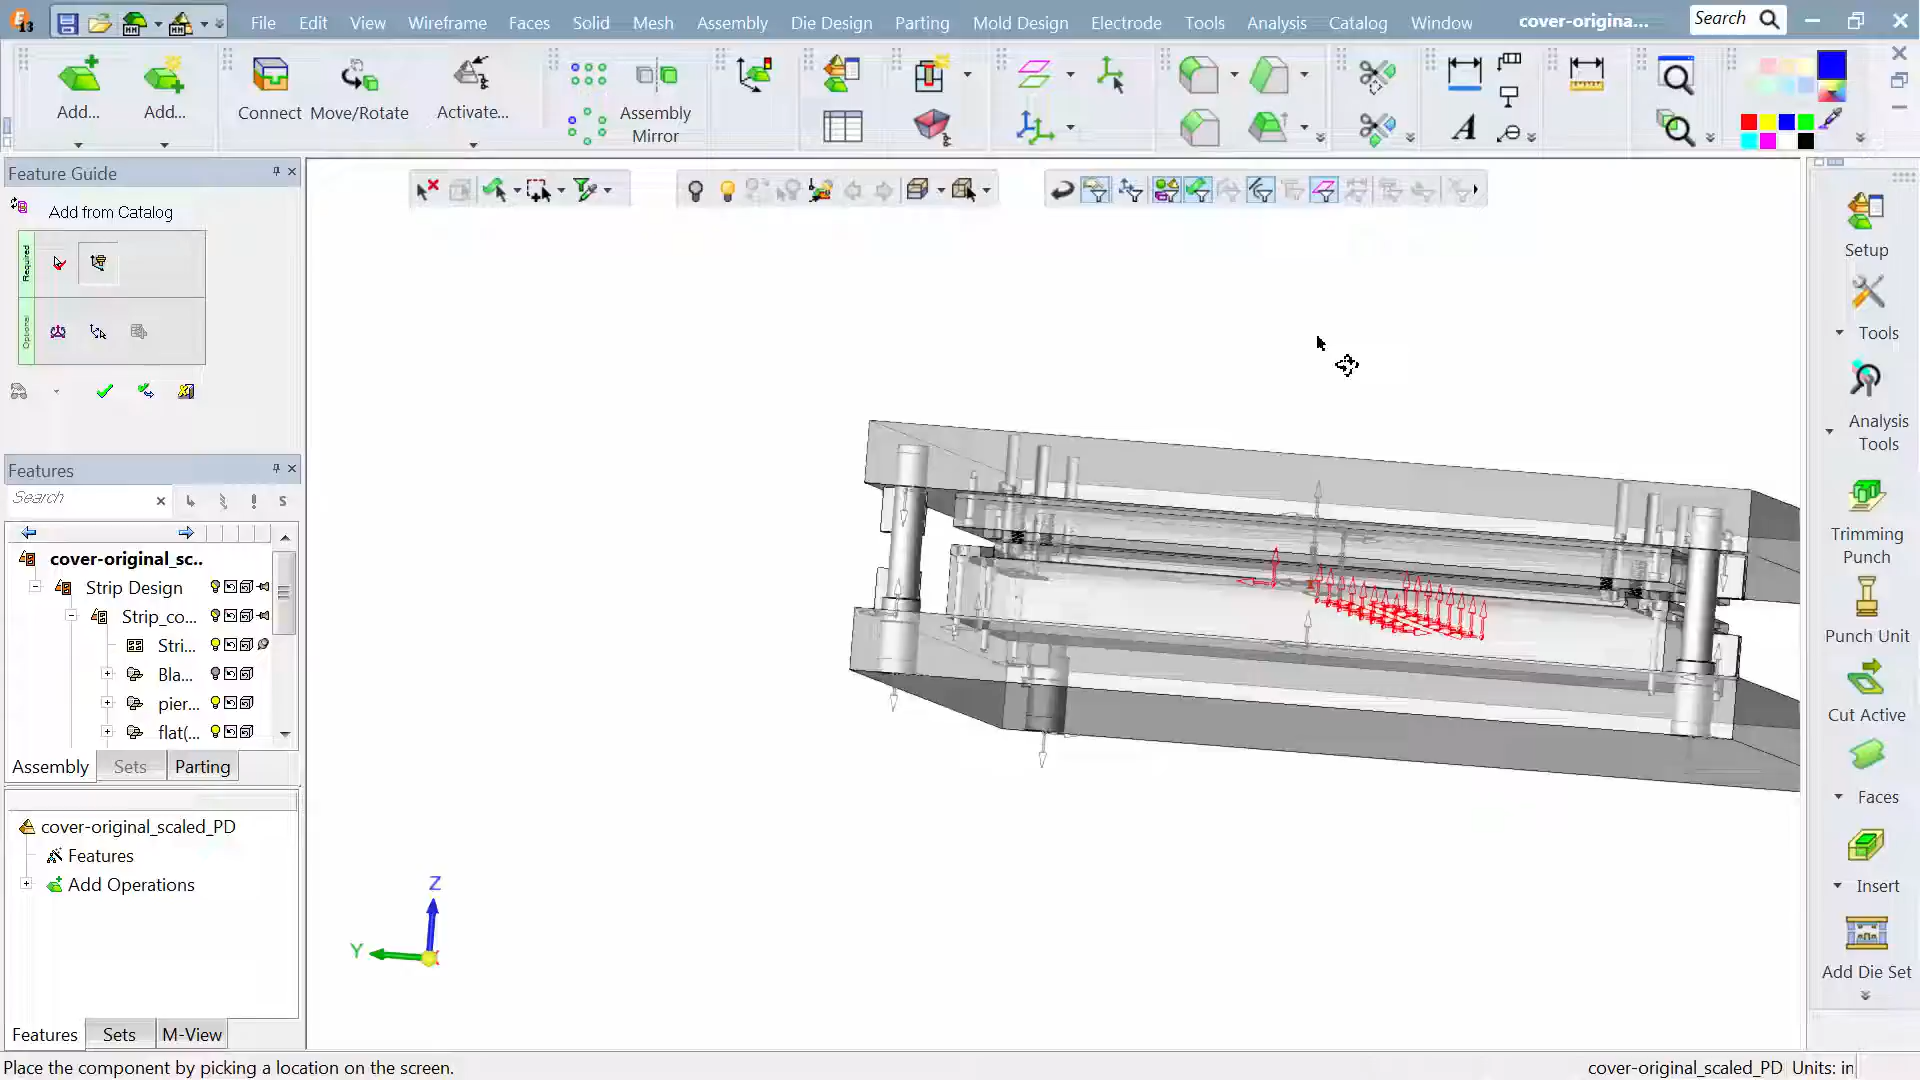 File Edit View Wireframe Faces Solid Mesh Assembly Die Design Parting Mold Design Electrode Tools Analysis Catalog Window cover-origina... Search
Add... Add... Connect Move/Rotate Activate... Assembly Mirror
Feature Guide
Add from Catalog
Required
Optional
Features
Search
cover-original_sc..
Strip Design
Strip_co...
Stri...
Bla...
pier...
flat(...
Assembly Sets Parting
cover-original_scaled_PD
Features
Add Operations
Features Sets M-View
Z
Y
Setup
Tools
Analysis
Tools
Trimming
Punch
Punch Unit
Cut Active
Faces
Insert
Add Die Set
Place the component by picking a location on the screen.
cover-original_scaled_PD Units: in